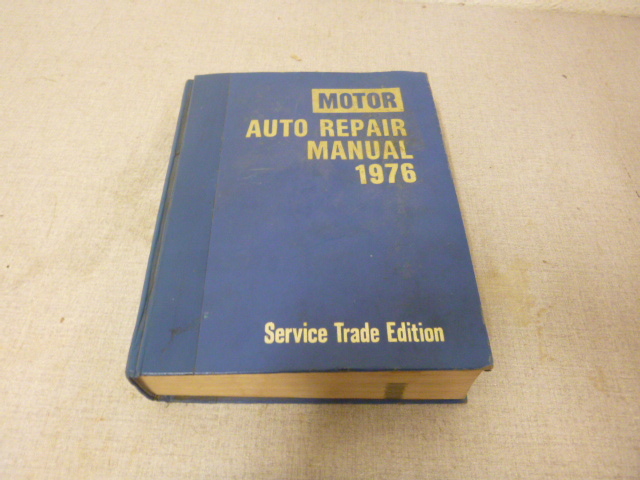 MOTOR
AUTO REPAIR
MANUAL
1976
Service Trade Edition